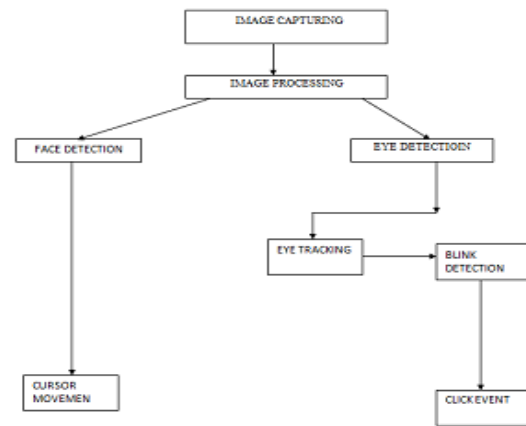 IMAGE CAPTURING
IMAGE PROCESSING
FACE DETECTION
EYE DETECTIOIN
EYE TRACKING
BLINK
DETECTION
CURSOR
MOVEMEN
CLICK EVENT